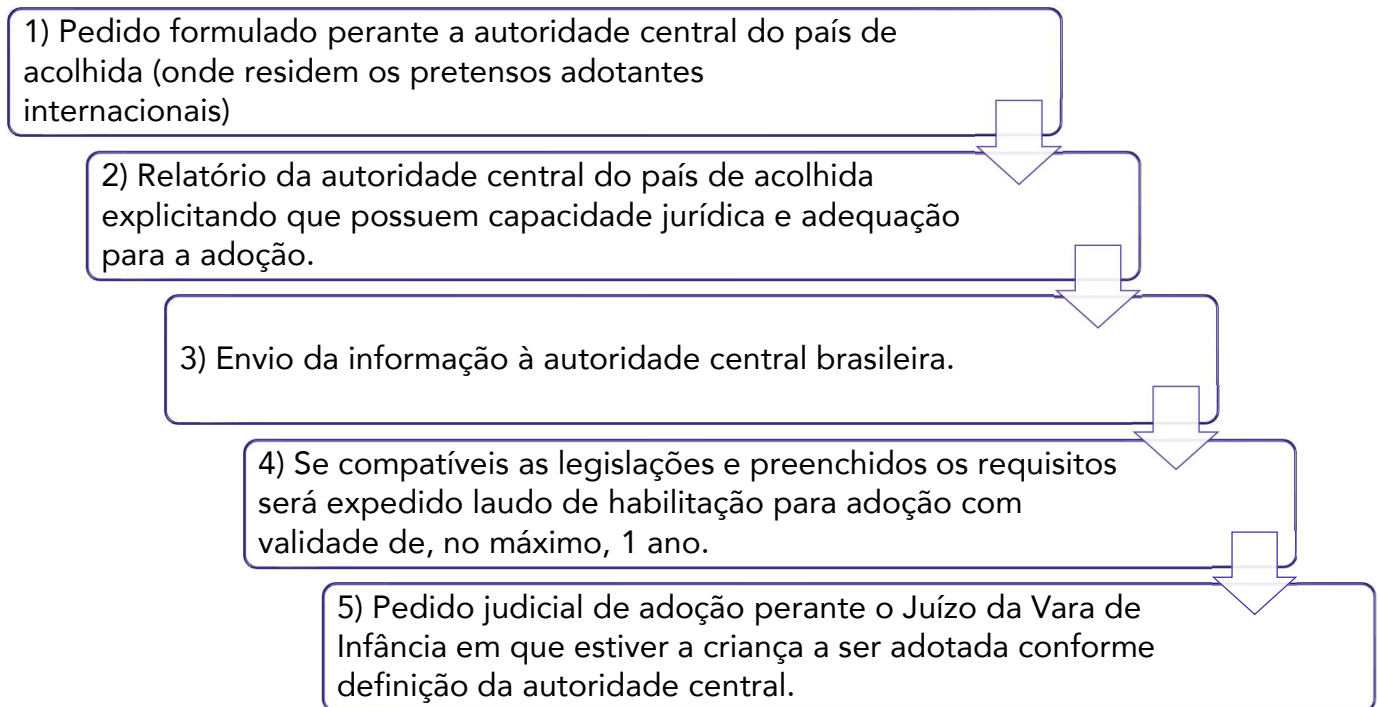 1) Pedido formulado perante a autoridade central do país de
acolhida (onde residem os pretensos adotantes
internacionais)
2) Relatório da autoridade central do país de acolhida
explicitando que possuem capacidade jurídica e adequação
para a adoção.
3) Envio da informação à autoridade central brasileira.
4) Se compatíveis as legislações e preenchidos os requisitos
será expedido laudo de habilitação para adoção com
validade de, no máximo, 1 ano.
5) Pedido judicial de adoção perante o Juízo da Vara de
Infância em que estiver a criança a ser adotada conforme
definição da autoridade central.